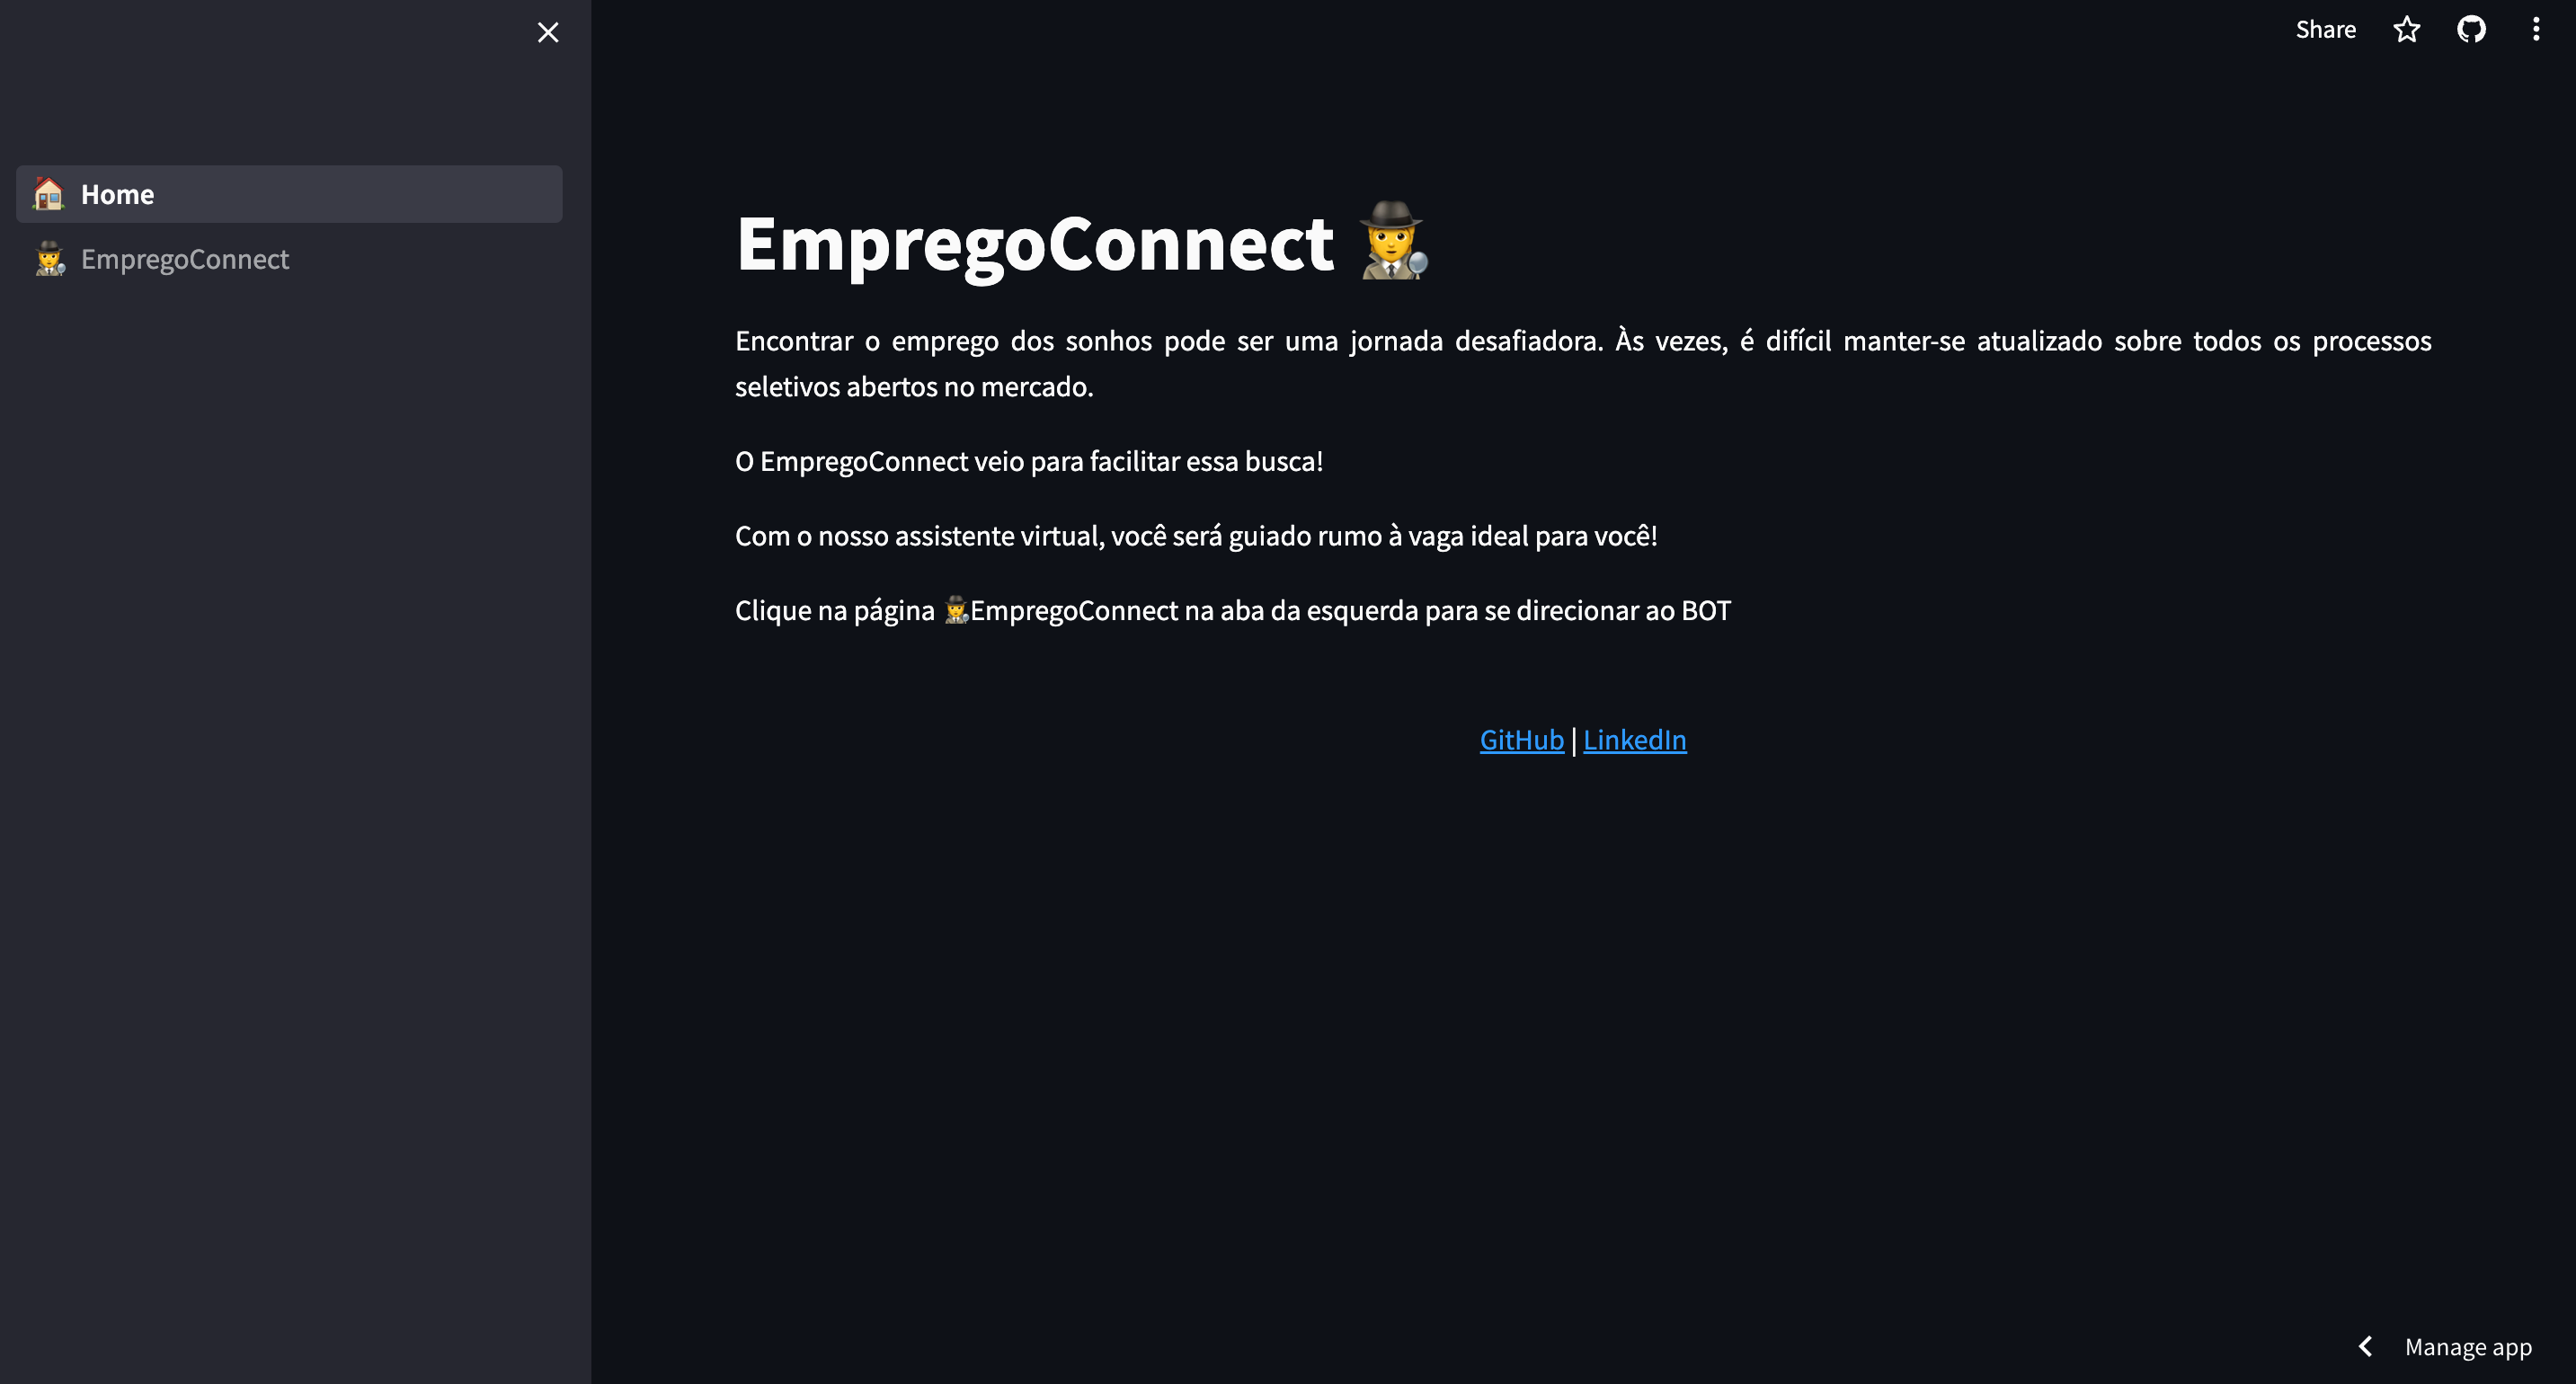 Share
Home
EmpregoConnect
EmpregoConnect
Encontrar o emprego dos sonhos pode ser uma jornada desafiadora. Às vezes, é difícil manter-se atualizado sobre todos os processos
seletivos abertos no mercado.
O EmpregoConnect veio para facilitar essa busca!
Com o nosso assistente virtual, você será guiado rumo à vaga ideal para você!
Clique na página 🕵️EmpregoConnect na aba da esquerda para se direcionar ao BOT
GitHub | LinkedIn
Manage app